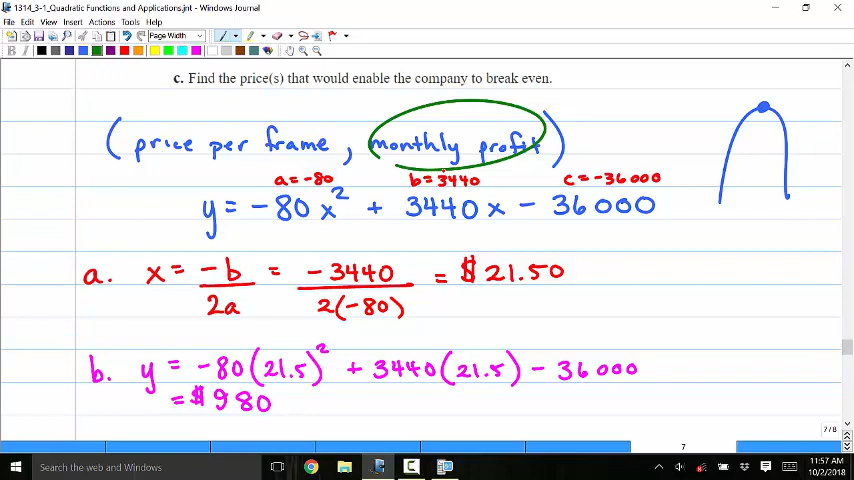 1314_3-1_Quadratic Functions and Applications.jnt - Windows Journal
File Edit View Insert Actions Tools Help
Page Width
B I
c. Find the price(s) that would enable the company to break even.
(price per frame, monthly profit)
a=-80 b=3440 c=-36000
y = -80x² + 3440x - 36000
a. x = -b/2a = -3440/2(-80) = $21.50
b. y = -80(21.5)² + 3440(21.5) - 36000
= $980
7/8
7
Search the web and Windows
11:57 AM
10/2/2018